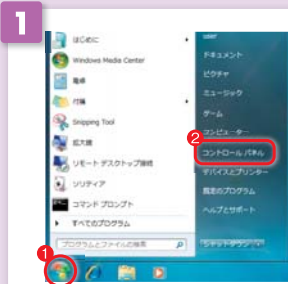 1
はじめに
Windows Media Center
電卓
付箋
Snipping Tool
拡大鏡
リモート デスクトップ接続
ソリティア
コマンド プロンプト
すべてのプログラム
プログラムとファイルの検索
user
ドキュメント
ピクチャ
ミュージック
ゲーム
コンピューター
2
コントロール パネル
デバイスとプリンター
既定のプログラム
ヘルプとサポート
シャットダウン
1